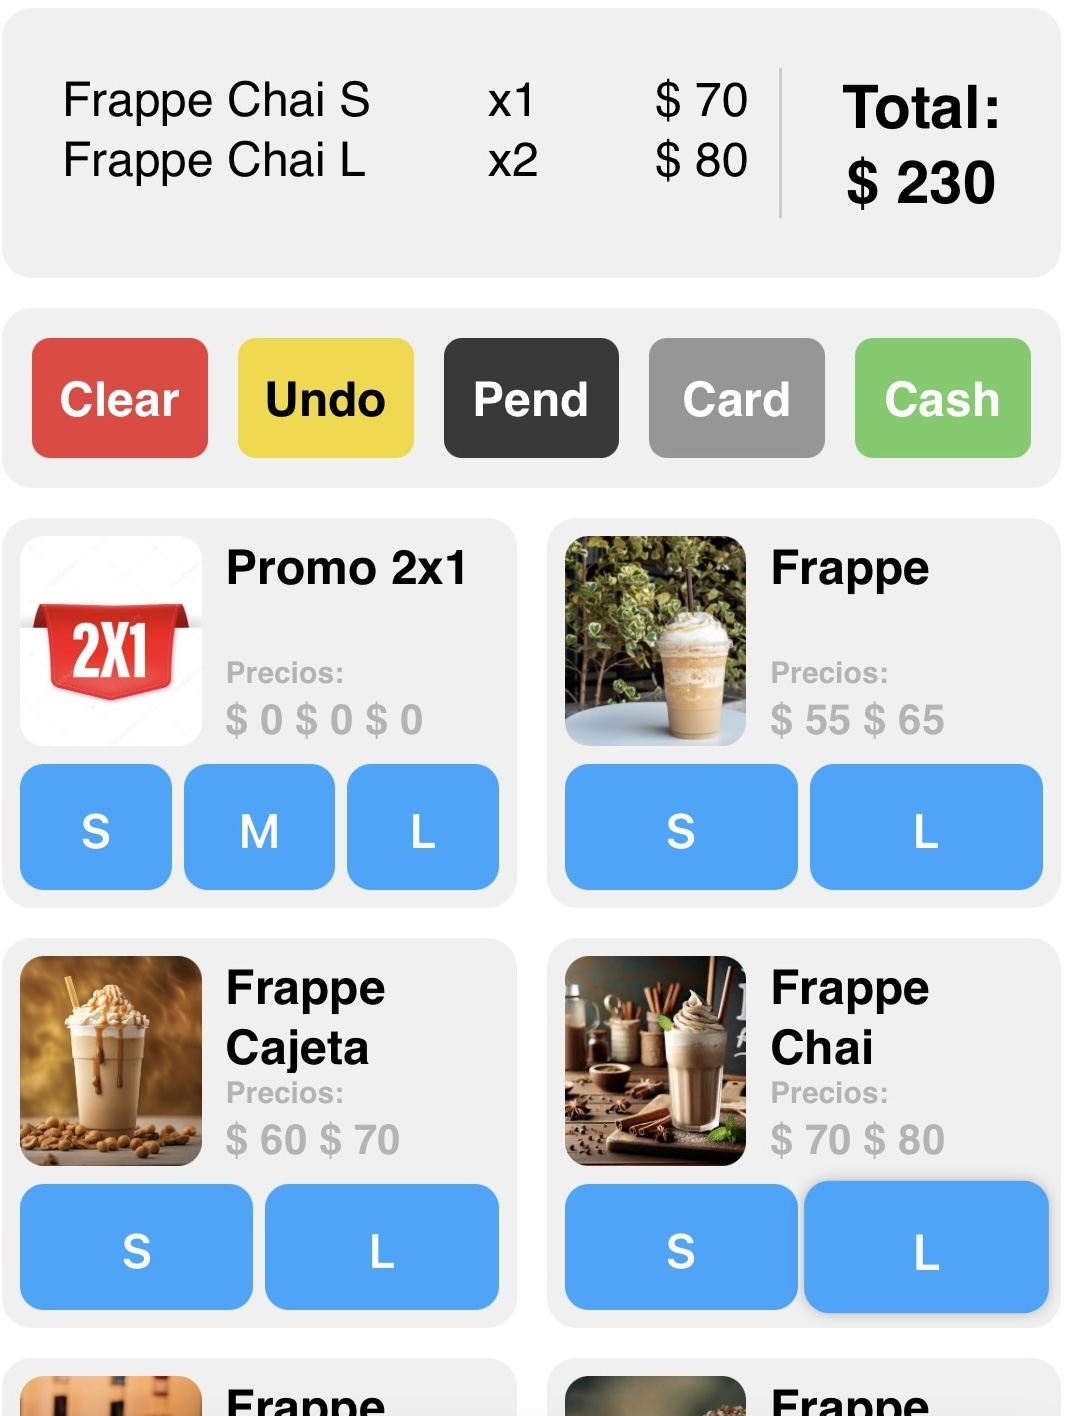 Frappe Chai S x1 $ 70
Frappe Chai L x2 $ 80
Total:
$ 230
Clear Undo Pend Card Cash
2X1
Promo 2x1
Precios:
$ 0 $ 0 $ 0
S M L
Frappe
Precios:
$ 55 $ 65
S L
Frappe
Cajeta
Precios:
$ 60 $ 70
S L
Frappe
Chai
Precios:
$ 70 $ 80
S L
Frappe
Frappe